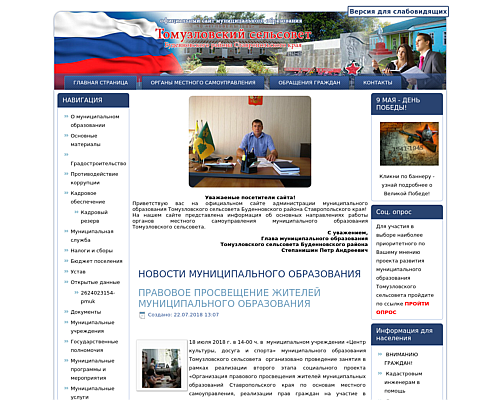 Версия для слабовидящих
Официальный сайт муниципального образования
Томузловский сельсовет
Буденновского района Ставропольского края
ГЛАВНАЯ СТРАНИЦА
ОРГАНЫ МЕСТНОГО САМОУПРАВЛЕНИЯ
ОБРАЩЕНИЯ ГРАЖДАН
КОНТАКТЫ
НАВИГАЦИЯ
О муниципальном
образовании
Основные
материалы
Градостроительство
Противодействие
коррупции
Кадровое
обеспечение
Кадровый
резерв
Муниципальная
служба
Налоги и сборы
Бюджет поселения
Устав
Открытые данные
2624023154-
pmuk
Документы
Муниципальные
учреждения
Государственные
полномочия
Муниципальные
программы и
мероприятия
Муниципальные
услуги
Уважаемые посетители сайта!
Приветствую вас на официальном сайте администрации муниципального
образования Томузловского сельсовета Буденновского района Ставропольского края!
На нашем сайте представлена информация об основных направлениях работы
органов местного самоуправления муниципального образования
Томузловского сельсовета.
С уважением,
Глава муниципального образования
Томузловского сельсовета Буденновского района
Степанишин Петр Андреевич
НОВОСТИ МУНИЦИПАЛЬНОГО ОБРАЗОВАНИЯ
ПРАВОВОЕ ПРОСВЕЩЕНИЕ ЖИТЕЛЕЙ
МУНИЦИПАЛЬНОГО ОБРАЗОВАНИЯ
Создано: 22.07.2018 13:07
18 июля 2018 г. в 14-00 ч. в муниципальном учреждении «Центр
культуры, досуга и спорта» муниципального образования
Томузловского сельсовета организовано проведение занятия в
рамках реализации второго этапа социального проекта
«Организация правового просвещения жителей муниципальных
образований Ставропольского края по основам местного
самоуправления, реализации прав граждан на участие в
9 МАЯ - ДЕНЬ
ПОБЕДЫ!
1941-1945
Кликни по баннеру -
узнай подробнее о
Великой Победе!
Соц. опрос
Для участия в
выборе наиболее
приоритетного по
Вашему мнению
проекта развития
муниципального
образования
Томузловского
сельсовета пройдите
по ссылке ПРОЙТИ
ОПРОС
Информация для
населения
ВНИМАНИЮ
ГРАЖДАН!
Кадастровым
инженерам в
помощь